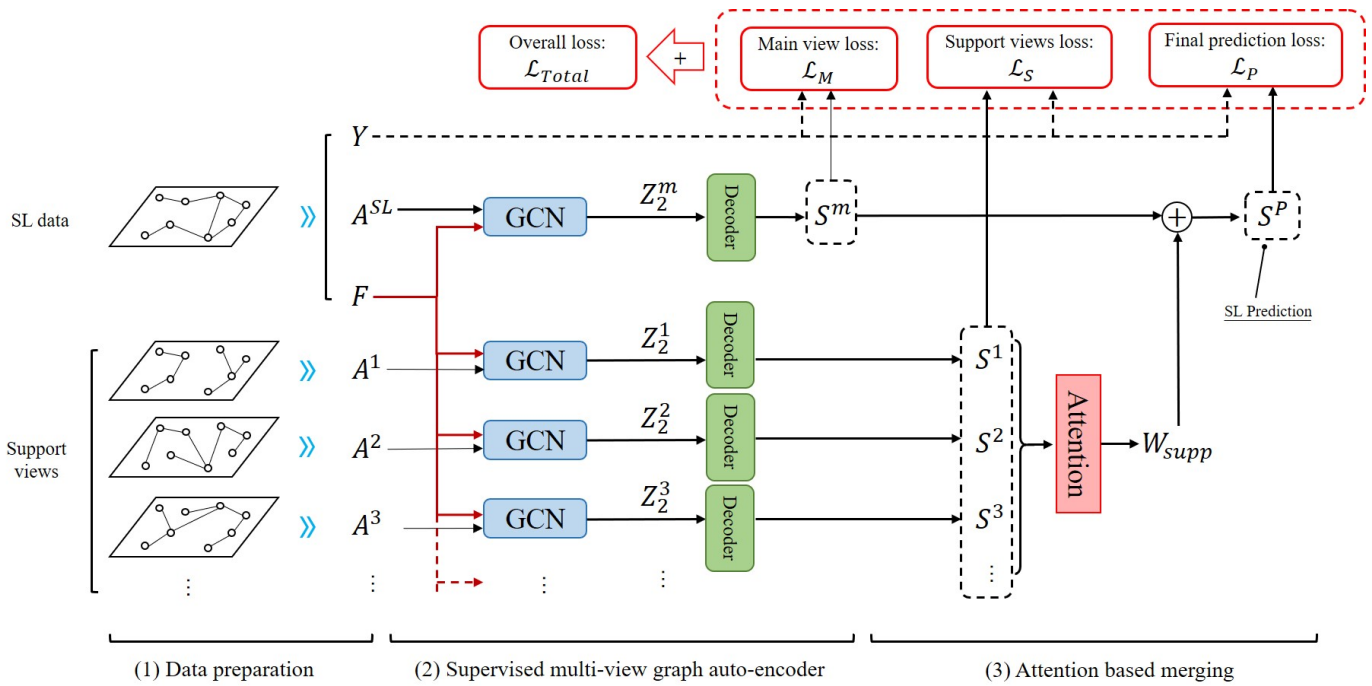 Overall loss:
ℒ_Total
+
Main view loss:
ℒ_M
Support views loss:
ℒ_S
Final prediction loss:
ℒ_P
Y
SL data
»
A^SL
GCN
Z_2^m
Decoder
S^m
+
S^P
SL Prediction
F
Support
views
»
A^1
GCN
Z_2^1
Decoder
S^1
»
A^2
GCN
Z_2^2
Decoder
S^2
Attention
W_supp
»
A^3
GCN
Z_2^3
Decoder
S^3
⋮ ⋮ ⋮ ⋮ ⋮
(1) Data preparation
(2) Supervised multi-view graph auto-encoder
(3) Attention based merging